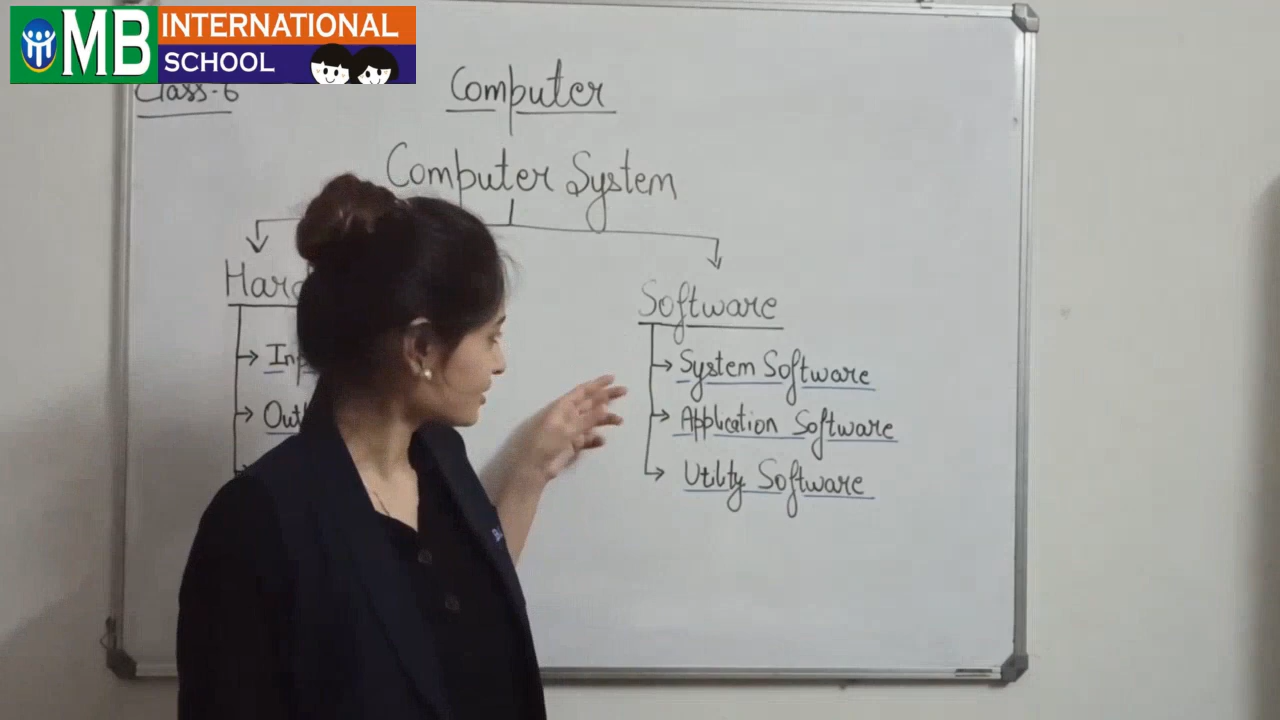 MB INTERNATIONAL
SCHOOL
Class-6
Computer
Computer System
Software
System Software
Application Software
Utility Software